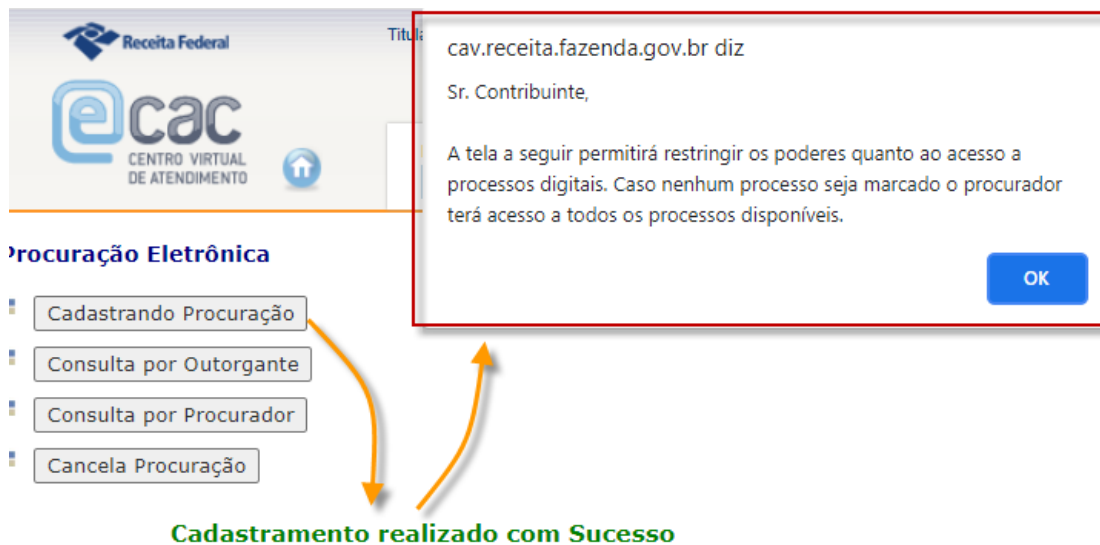 Receita Federal
Titula
ecac
CENTRO VIRTUAL
DE ATENDIMENTO
cav.receita.fazenda.gov.br diz
Sr. Contribuinte,
A tela a seguir permitirá restringir os poderes quanto ao acesso a
processos digitais. Caso nenhum processo seja marcado o procurador
terá acesso a todos os processos disponíveis.
OK
Procuração Eletrônica
Cadastrando Procuração
Consulta por Outorgante
Consulta por Procurador
Cancela Procuração
Cadastramento realizado com Sucesso